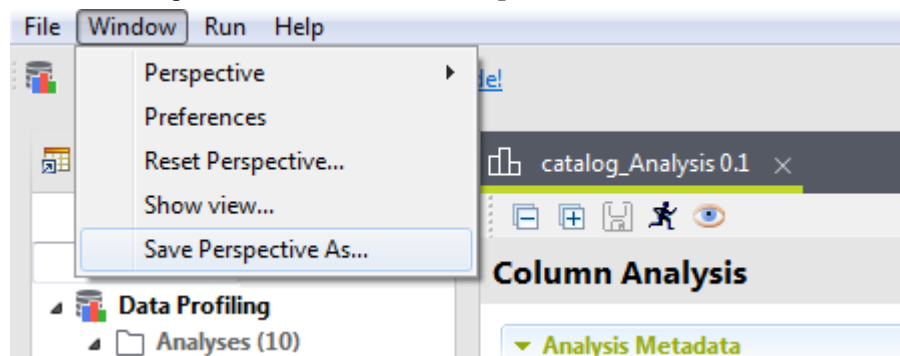 File Window Run Help
Perspective
Preferences
Reset Perspective...
Show view...
Save Perspective As...
catalog_Analysis 0.1
Column Analysis
Data Profiling
Analyses (10)
Analysis Metadata